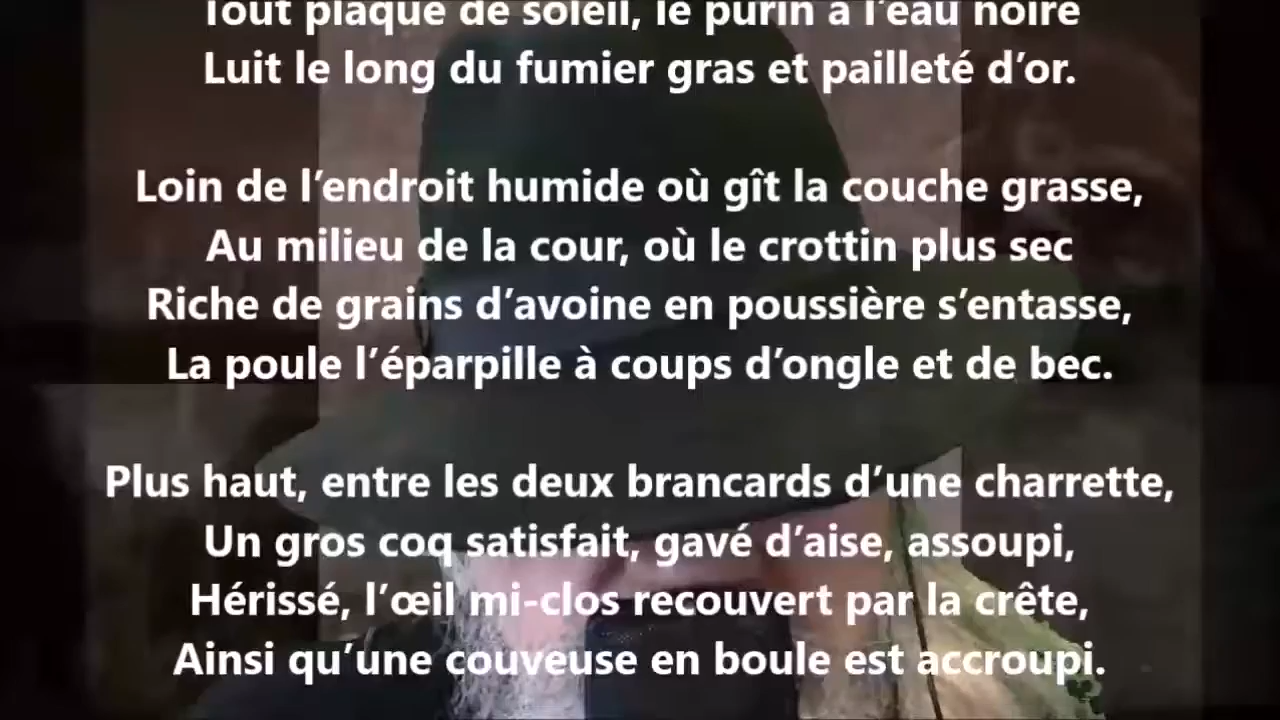 Tout plaqué de soleil, le purin à l’eau noire
Luit le long du fumier gras et pailleté d’or.
Loin de l’endroit humide où gît la couche grasse,
Au milieu de la cour, où le crottin plus sec
Riche de grains d’avoine en poussière s’entasse,
La poule l’éparpille à coups d’ongle et de bec.
Plus haut, entre les deux brancards d’une charrette,
Un gros coq satisfait, gavé d’aise, assoupi,
Hérissé, l’œil mi-clos recouvert par la crête,
Ainsi qu’une couveuse en boule est accroupi.